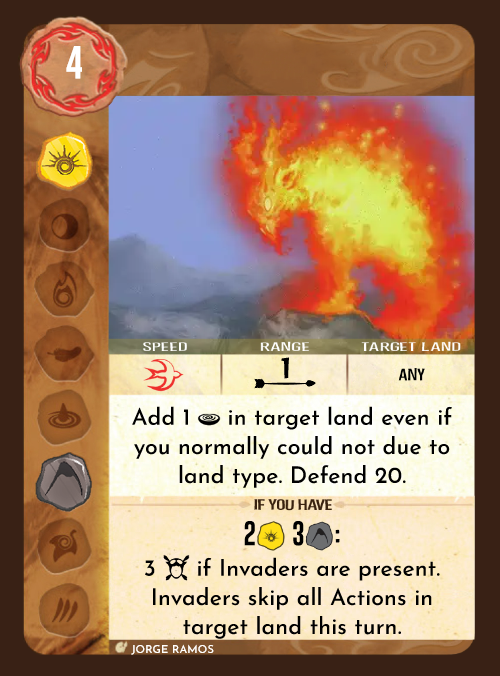 4
SPEED RANGE TARGET LAND
1 ANY
Add 1 in target land even if
you normally could not due to
land type. Defend 20.
IF YOU HAVE
2 3 :
3 if Invaders are present.
Invaders skip all Actions in
target land this turn.
JORGE RAMOS